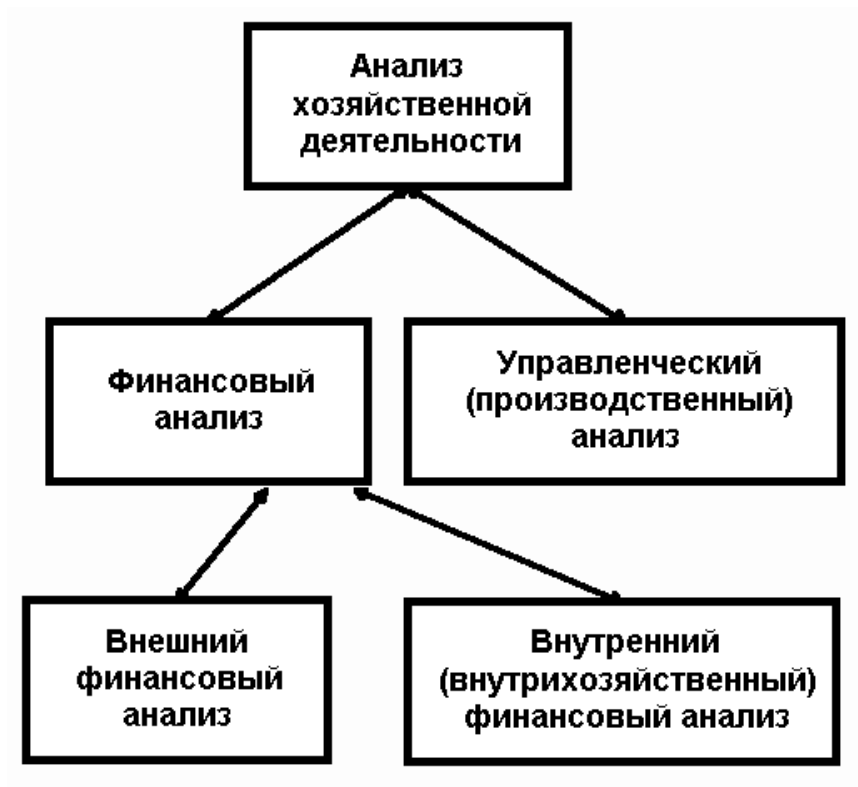 Анализ
хозяйственной
деятельности
Финансовый
анализ
Управленческий
(производственный)
анализ
Внешний
финансовый
анализ
Внутренний
(внутрихозяйственный)
финансовый анализ